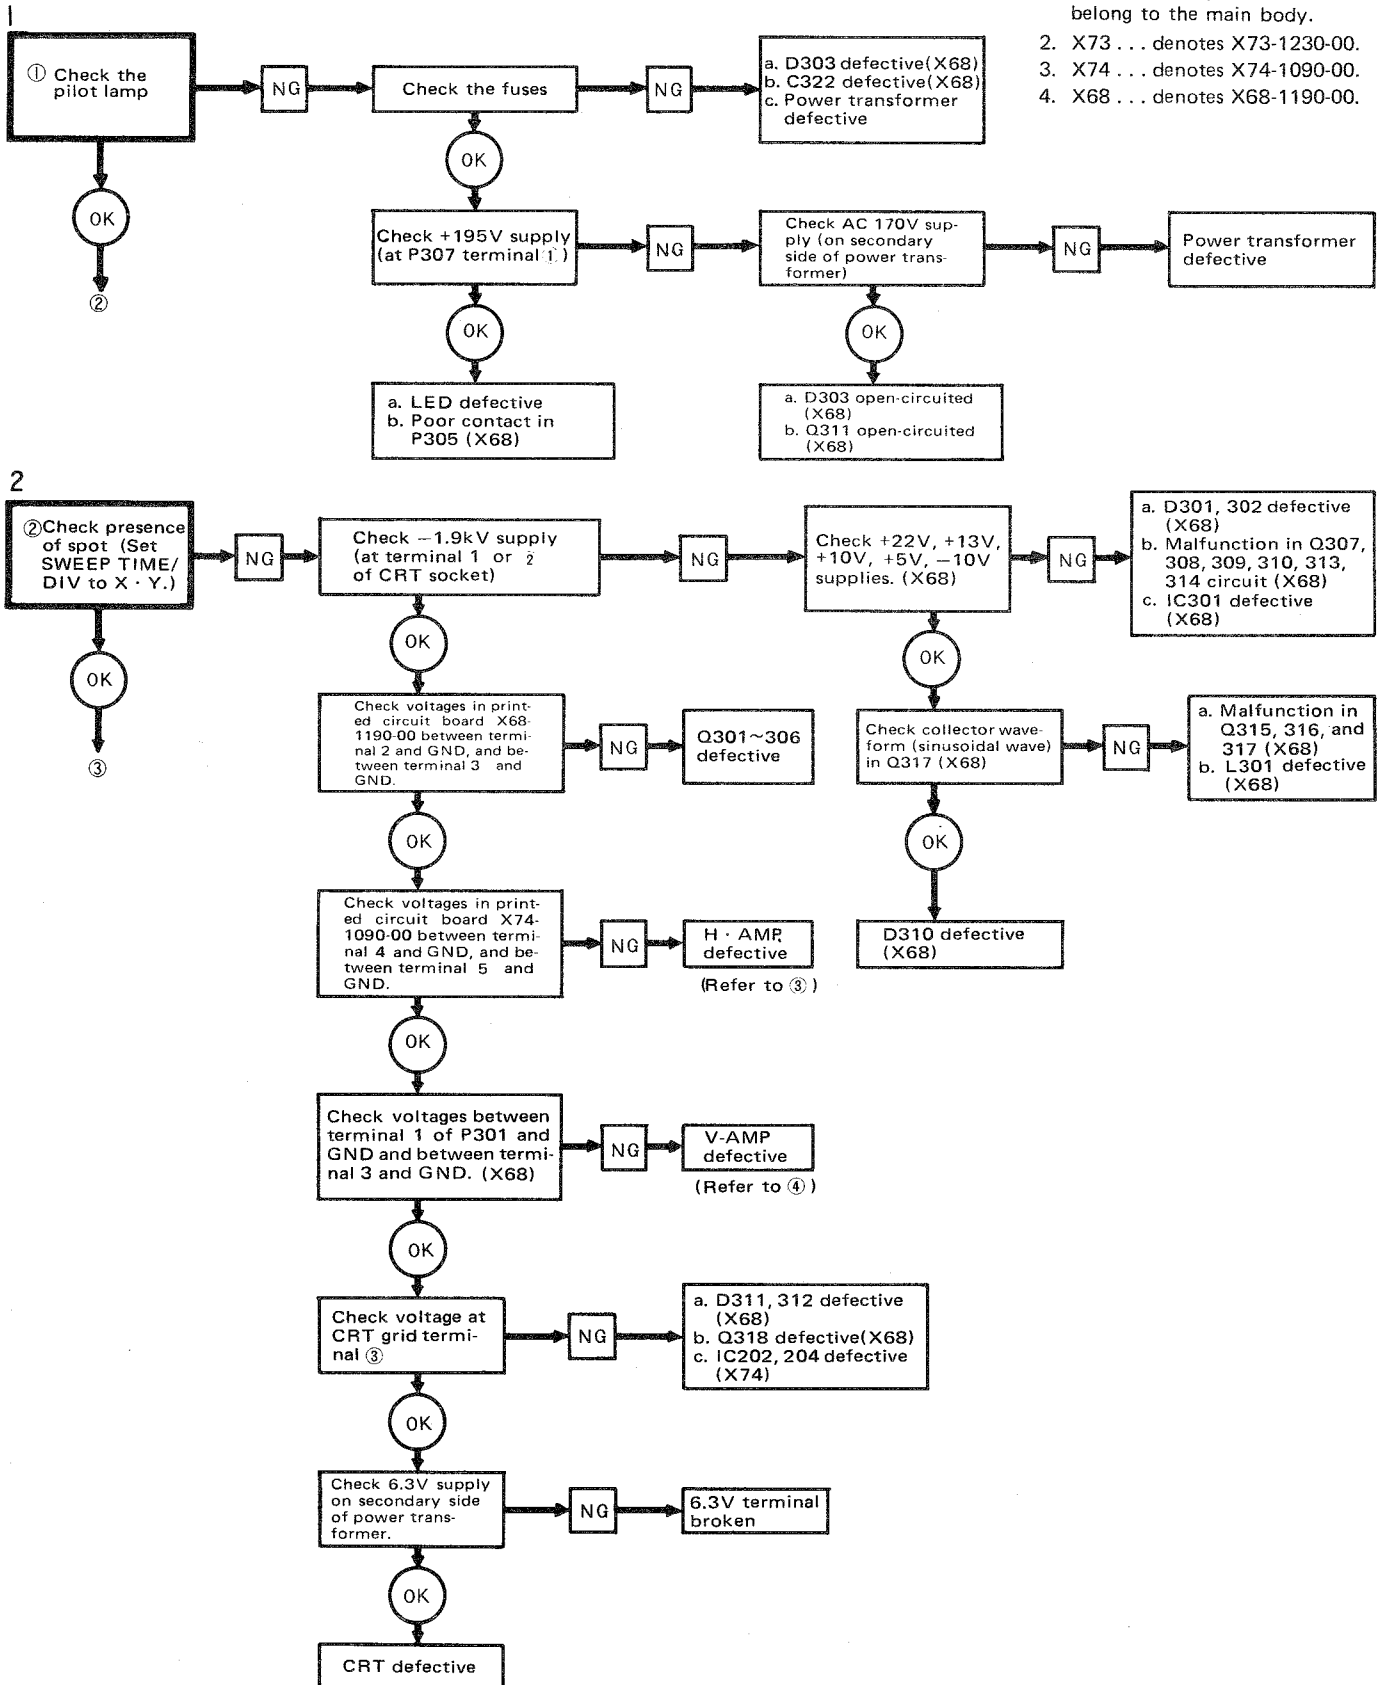 1
① Check the
pilot lamp
NG
Check the fuses
NG
a. D303 defective(X68)
b. C322 defective(X68)
c. Power transformer
defective
belong to the main body.
2. X73 . . . denotes X73-1230-00.
3. X74 . . . denotes X74-1090-00.
4. X68 . . . denotes X68-1190-00.
OK
②
OK
Check +195V supply
(at P307 terminal 1 )
NG
Check AC 170V sup-
ply (on secondary
side of power trans-
former)
NG
Power transformer
defective
OK
a. LED defective
b. Poor contact in
P305 (X68)
OK
a. D303 open-circuited
(X68)
b. Q311 open-circuited
(X68)
2
②Check presence
of spot (Set
SWEEP TIME/
DIV to X · Y.)
NG
Check −1.9kV supply
(at terminal 1 or 2
of CRT socket)
NG
Check +22V, +13V,
+10V, +5V, −10V
supplies. (X68)
NG
a. D301, 302 defective
(X68)
b. Malfunction in Q307,
308, 309, 310, 313,
314 circuit (X68)
c. IC301 defective
(X68)
OK
③
OK
Check voltages in print-
ed circuit board X68-
1190-00 between termi-
nal 2 and GND, and be-
tween terminal 3 and
GND.
NG
Q301~306
defective
OK
Check collector wave-
form (sinusoidal wave)
in Q317 (X68)
NG
a. Malfunction in
Q315, 316, and
317 (X68)
b. L301 defective
(X68)
OK
D310 defective
(X68)
OK
Check voltages in print-
ed circuit board X74-
1090-00 between termi-
nal 4 and GND, and be-
tween terminal 5 and
GND.
NG
H · AMP.
defective
(Refer to ③ )
OK
Check voltages between
terminal 1 of P301 and
GND and between termi-
nal 3 and GND. (X68)
NG
V-AMP
defective
(Refer to ④ )
OK
Check voltage at
CRT grid termi-
nal ③
NG
a. D311, 312 defective
(X68)
b. Q318 defective(X68)
c. IC202, 204 defective
(X74)
OK
Check 6.3V supply
on secondary side
of power trans-
former.
NG
6.3V terminal
broken
OK
CRT defective